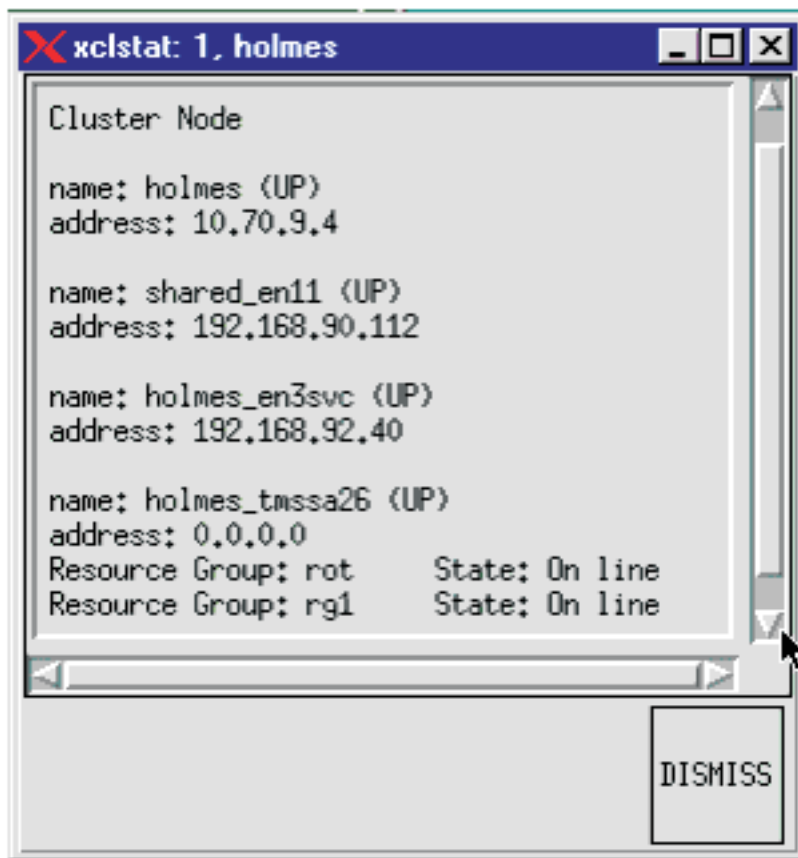 xclstat: 1, holmes
Cluster Node
name: holmes (UP)
address: 10.70.9.4
name: shared_en11 (UP)
address: 192.168.90.112
name: holmes_en3svc (UP)
address: 192.168.92.40
name: holmes_tmssa26 (UP)
address: 0.0.0.0
Resource Group: rot State: On line
Resource Group: rg1 State: On line
DISMISS